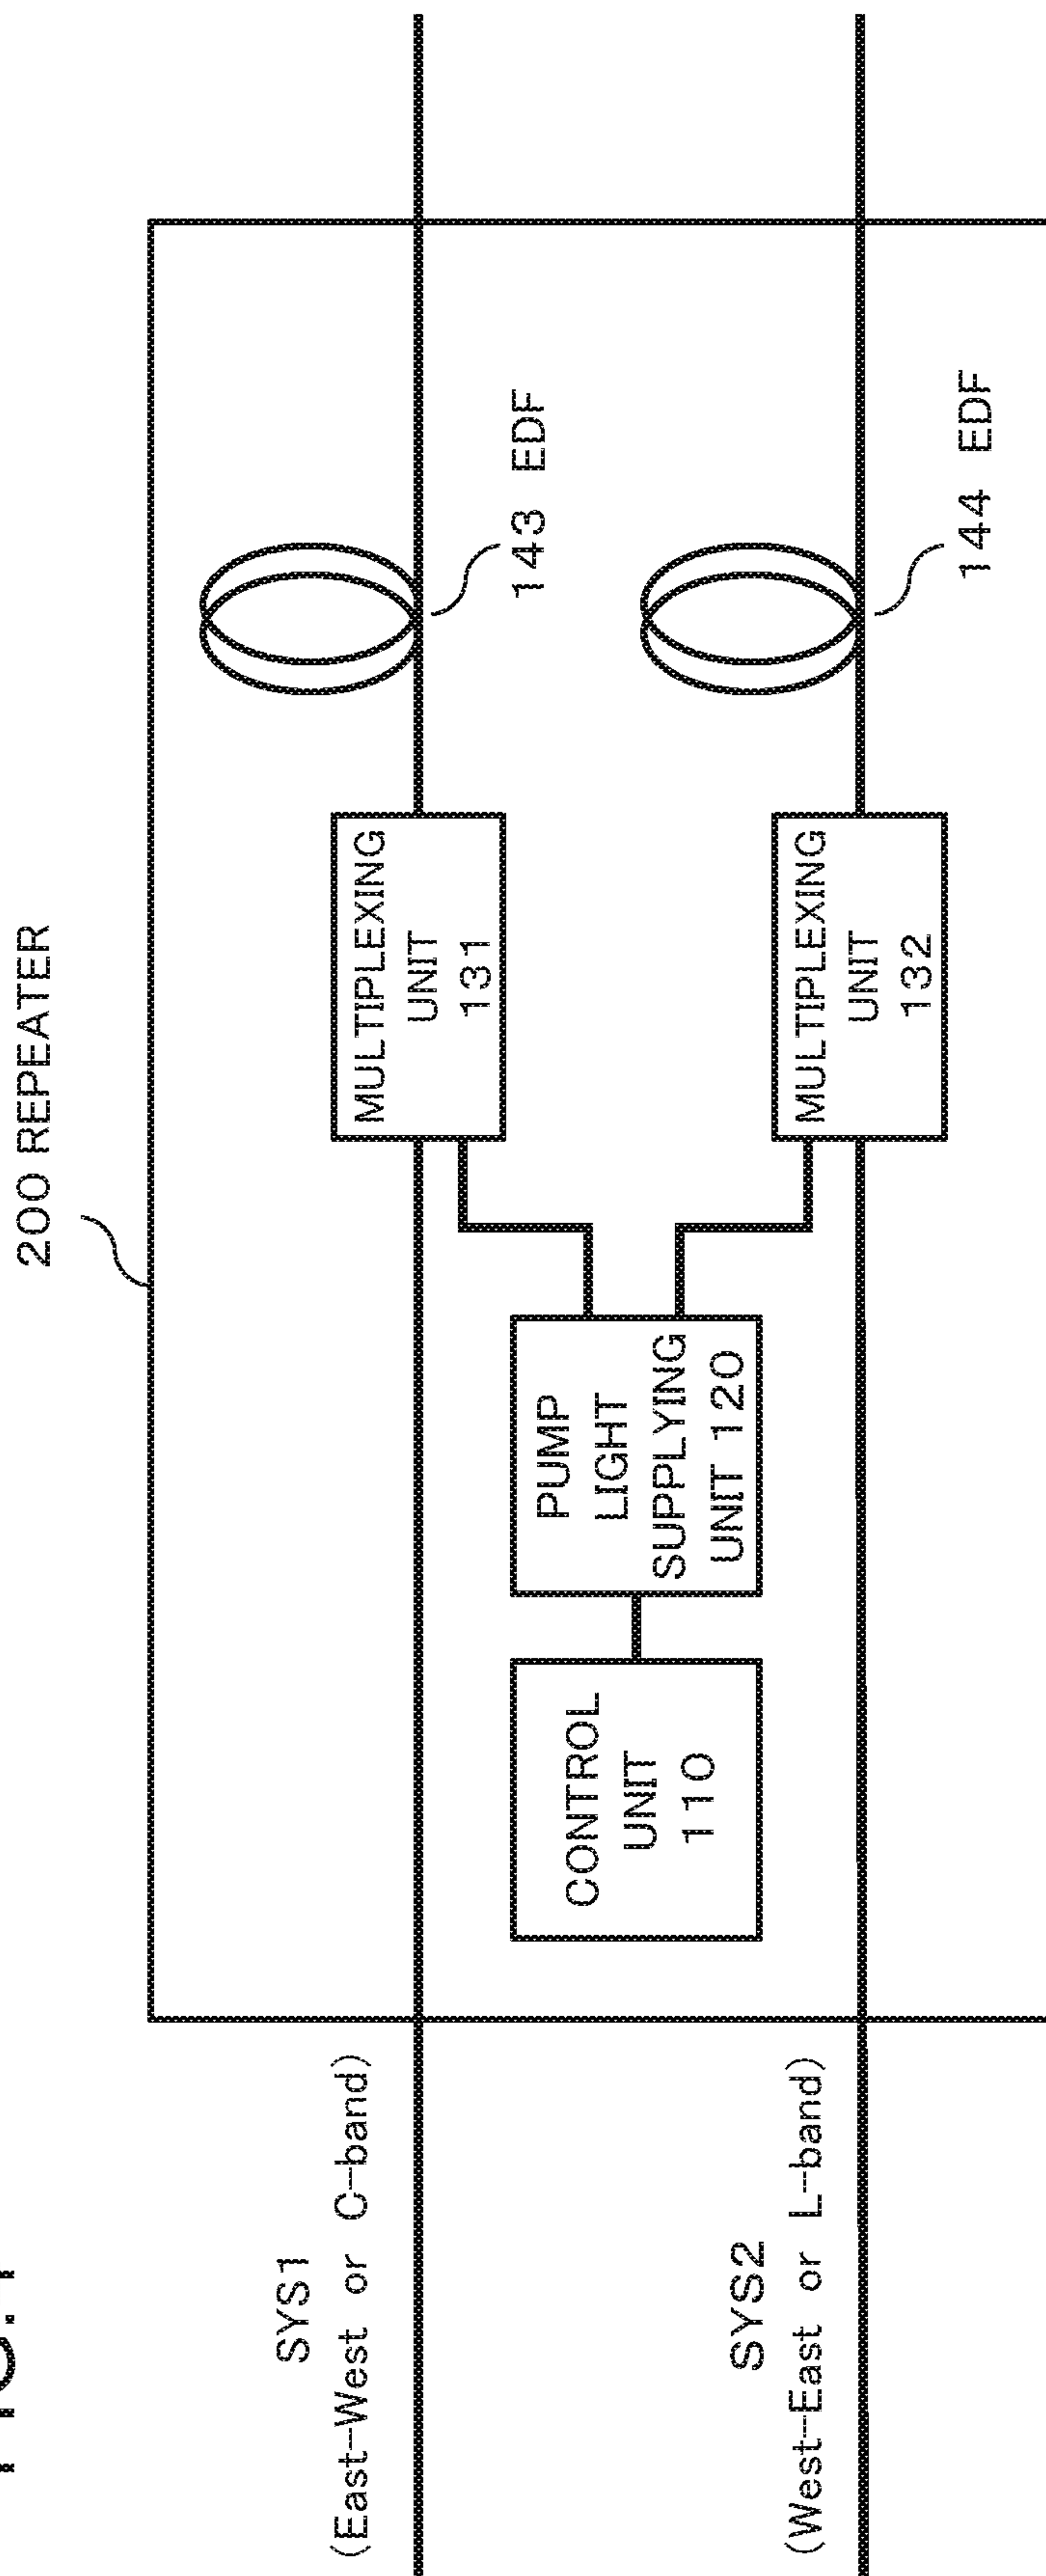 200 REPEATER
SYS1
(East-West or C-band)
MULTIPLEXING
UNIT
131
143 EDF
CONTROL
UNIT
110
PUMP
LIGHT
SUPPLYING
UNIT 120
SYS2
(West-East or L-band)
MULTIPLEXING
UNIT
132
144 EDF